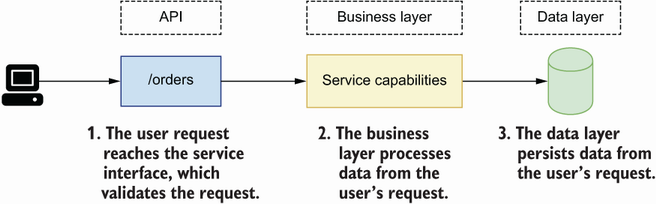 API
Business layer
Data layer
/orders
Service capabilities
1. The user request
reaches the service
interface, which
validates the request.
2. The business
layer processes
data from the
user's request.
3. The data layer
persists data from
the user's request.